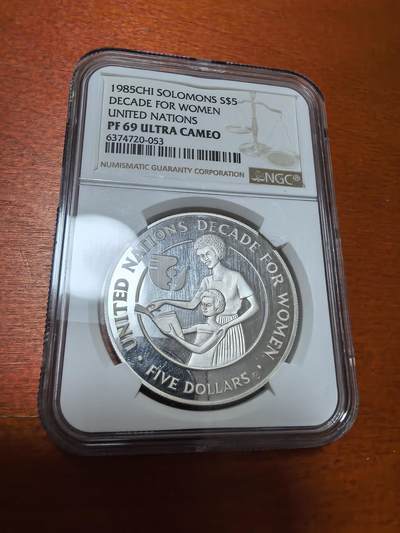 1985CHI SOLOMONS S$5
DECADE FOR WOMEN
UNITED NATIONS
PF 69 ULTRA CAMEO
6374720-053
NUMISMATIC GUARANTY CORPORATION
NGC®
UNITED NATIONS DECADE FOR WOMEN
FIVE DOLLARS